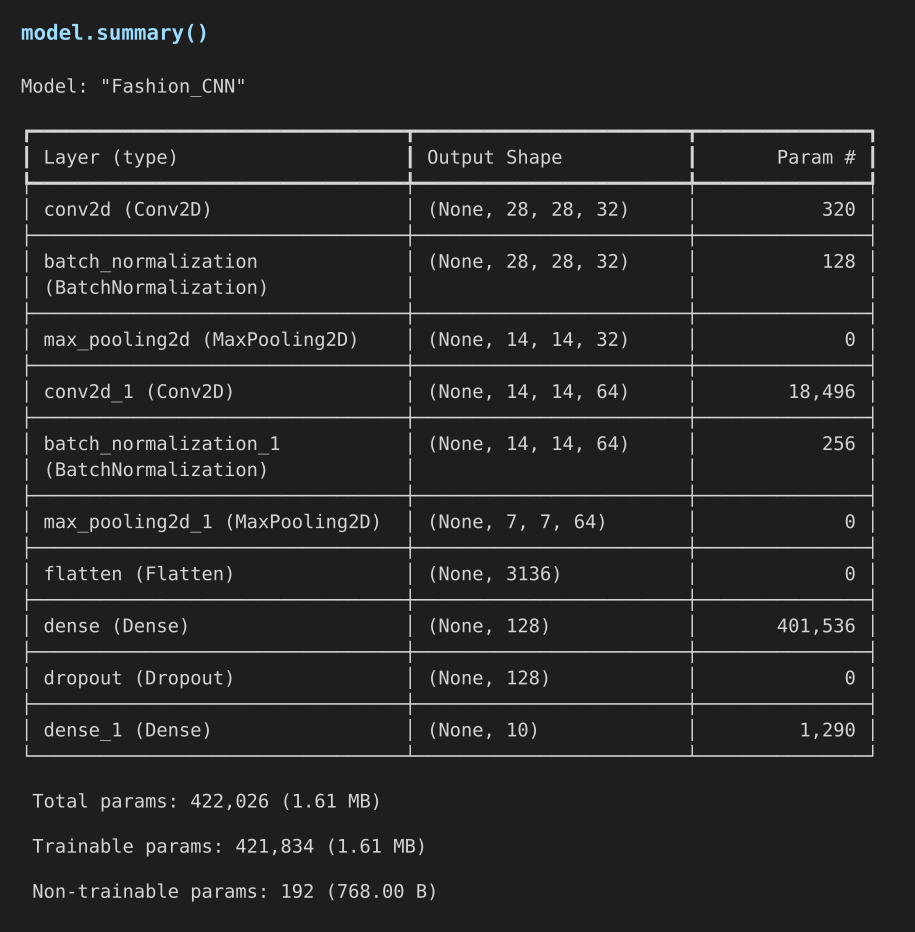 model.summary()
Model: "Fashion_CNN"
Layer (type) Output Shape Param #
conv2d (Conv2D) (None, 28, 28, 32) 320
batch_normalization (None, 28, 28, 32) 128
(BatchNormalization)
max_pooling2d (MaxPooling2D) (None, 14, 14, 32) 0
conv2d_1 (Conv2D) (None, 14, 14, 64) 18,496
batch_normalization_1 (None, 14, 14, 64) 256
(BatchNormalization)
max_pooling2d_1 (MaxPooling2D) (None, 7, 7, 64) 0
flatten (Flatten) (None, 3136) 0
dense (Dense) (None, 128) 401,536
dropout (Dropout) (None, 128) 0
dense_1 (Dense) (None, 10) 1,290
Total params: 422,026 (1.61 MB)
Trainable params: 421,834 (1.61 MB)
Non-trainable params: 192 (768.00 B)